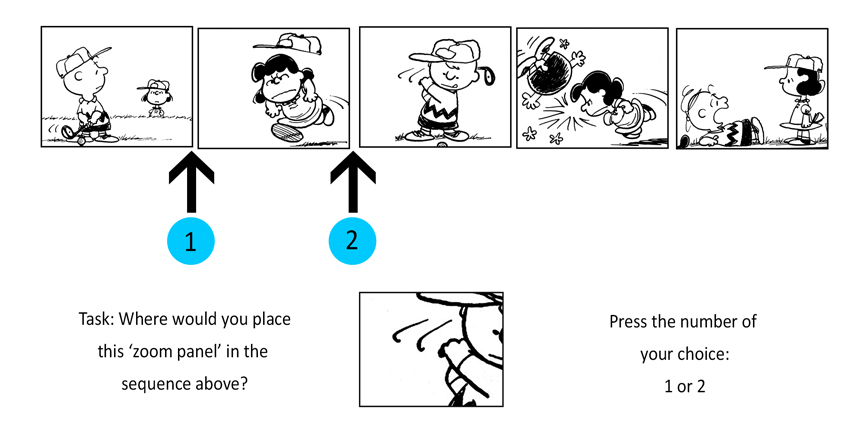 1
2
Task: Where would you place
this ‘zoom panel’ in the
sequence above?
Press the number of
your choice:
1 or 2